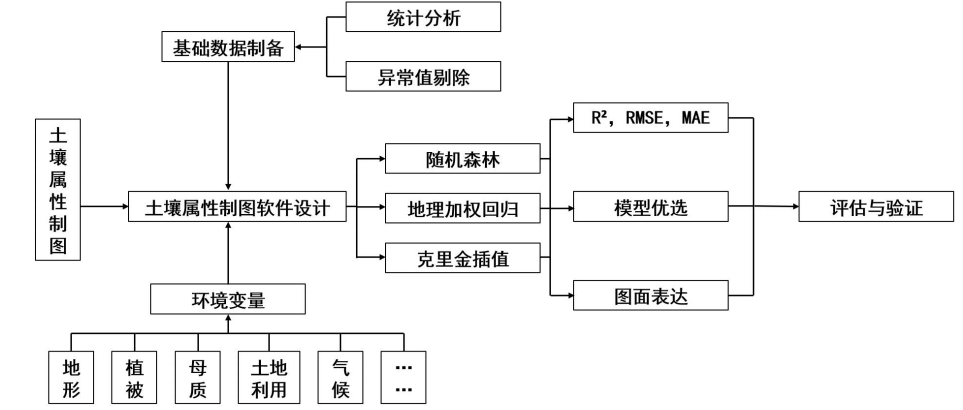 统计分析
基础数据制备
异常值剔除
R², RMSE, MAE
土壤属性制图
随机森林
土壤属性制图软件设计
地理加权回归
模型优选
评估与验证
克里金插值
环境变量
图面表达
地形
植被
母质
土地
利用
气候
……